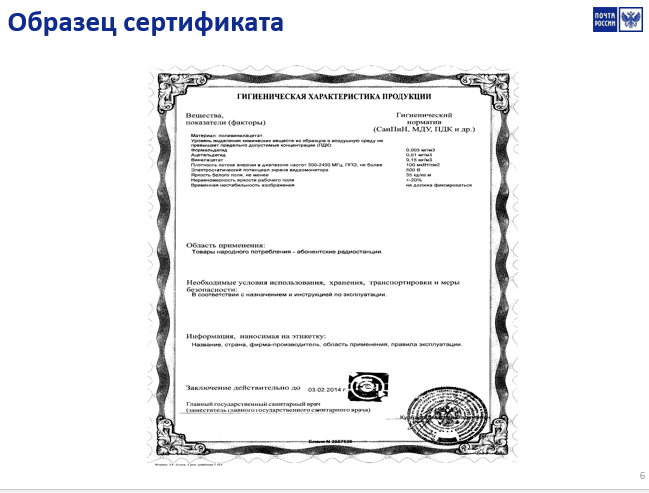 Образец сертификата
ПОЧТА
РОССИИ
ГИГИЕНИЧЕСКАЯ ХАРАКТЕРИСТИКА ПРОДУКЦИИ
Вещества,
показатели (факторы)
Гигиенический
норматив
(СанПиН, МДУ, ПДК и др.)
Материал: поливинилацетат.
Уровень выделения химических веществ из образцов в воздушную среду не
превышает предельно допустимые концентрации (ПДК):
Формальдегид 0,003 мг/м3
Ацетальдегид 0,01 мг/м3
Винилацетат 0,15 мг/м3
Плотность потока энергии в диапазоне частот 300-2400 МГц, ППЭ, не более 100 мкВт/см2
Электростатический потенциал экрана видеомонитора 500 В
Яркость белого поля, не менее 35 кд/кв.м
Неравномерность яркости рабочего поля +-20%
Временная нестабильность изображения не должна фиксироваться
Область применения:
Товары народного потребления - абонентские радиостанции.
Необходимые условия использования, хранения, транспортировки и меры
безопасности:
В соответствии с назначением и инструкцией по эксплуатации.
Информация, наносимая на этикетку:
Название, страна, фирма-производитель, область применения, правила эксплуатации.
Заключение действительно до 03.02.2014 г.
Главный государственный санитарный врач
(заместитель главного государственного санитарного врача)
Бланк N
6